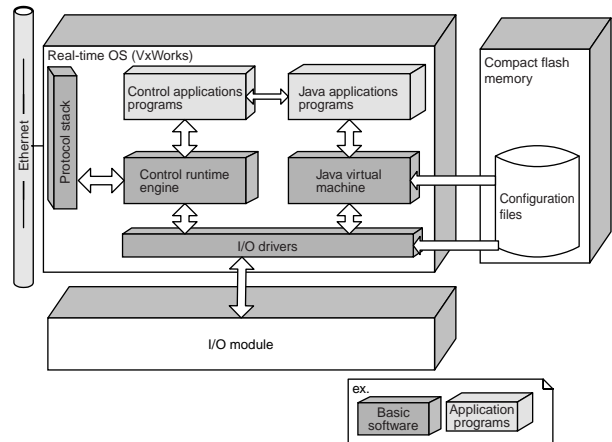 Real-time OS (VxWorks)
Compact flash
memory
Control applications
programs
Java applications
programs
Ethernet
Protocol stack
Control runtime
engine
Java virtual
machine
Configuration
files
I/O drivers
I/O module
ex.
Basic
software
Application
programs